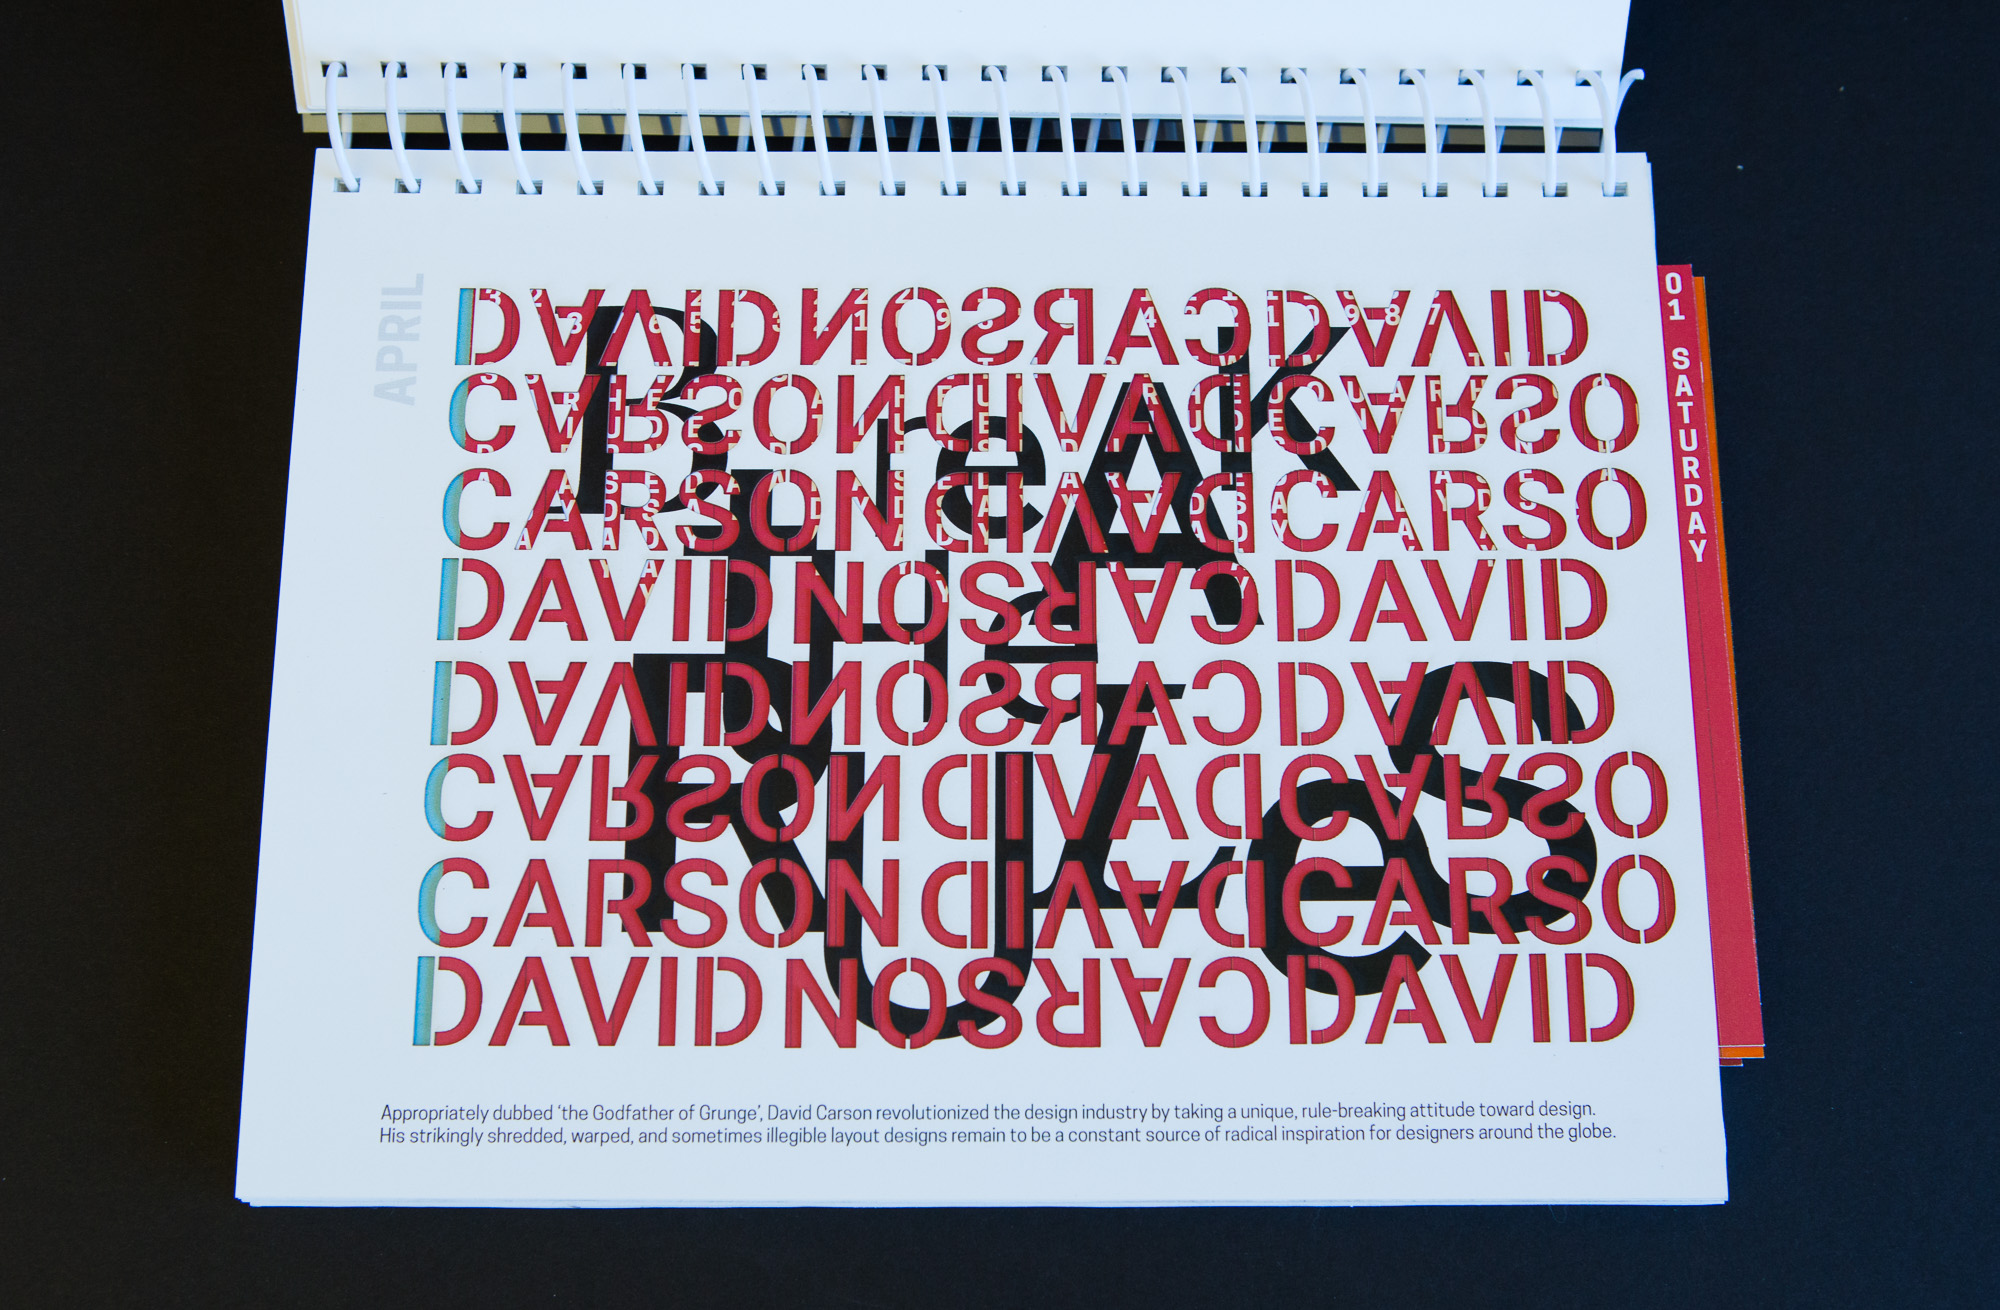 APRIL
DAVID NOSRAC DAVID
CARSON DIVAD CARSO
CARSON DIVAD CARSO
DAVID NOSRAC DAVID
DAVID NOSRAC DAVID
CARSON DIVAD CARSO
CARSON DIVAD CARSO
DAVID NOSRAC DAVID
BreAK
THe
RULeS
01 SATURDAY
Appropriately dubbed ‘the Godfather of Grunge’, David Carson revolutionized the design industry by taking a unique, rule-breaking attitude toward design.
His strikingly shredded, warped, and sometimes illegible layout designs remain to be a constant source of radical inspiration for designers around the globe.